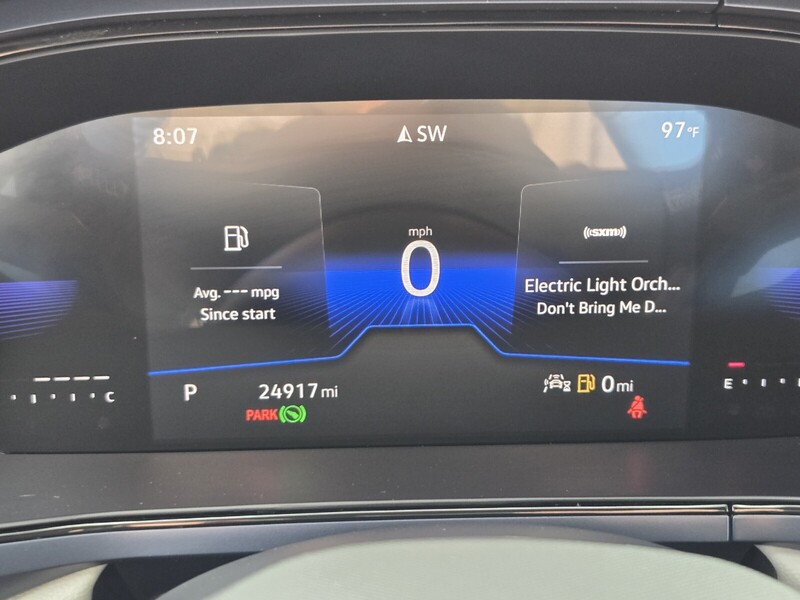 8:07
SW
97°F
mph
0
Avg. --- mpg
Since start
sxm
Electric Light Orch...
Don't Bring Me D...
P
24917 mi
0 mi
PARK
C
E